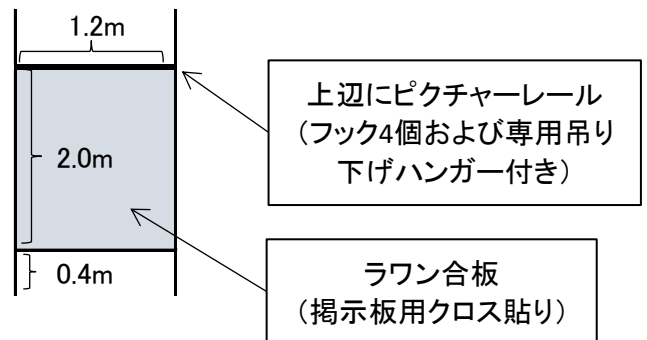 1.2m
上辺にピクチャーレール
（フック4個および専用吊り
下げハンガー付き）
2.0m
0.4m
ラワン合板
（掲示板用クロス貼り）